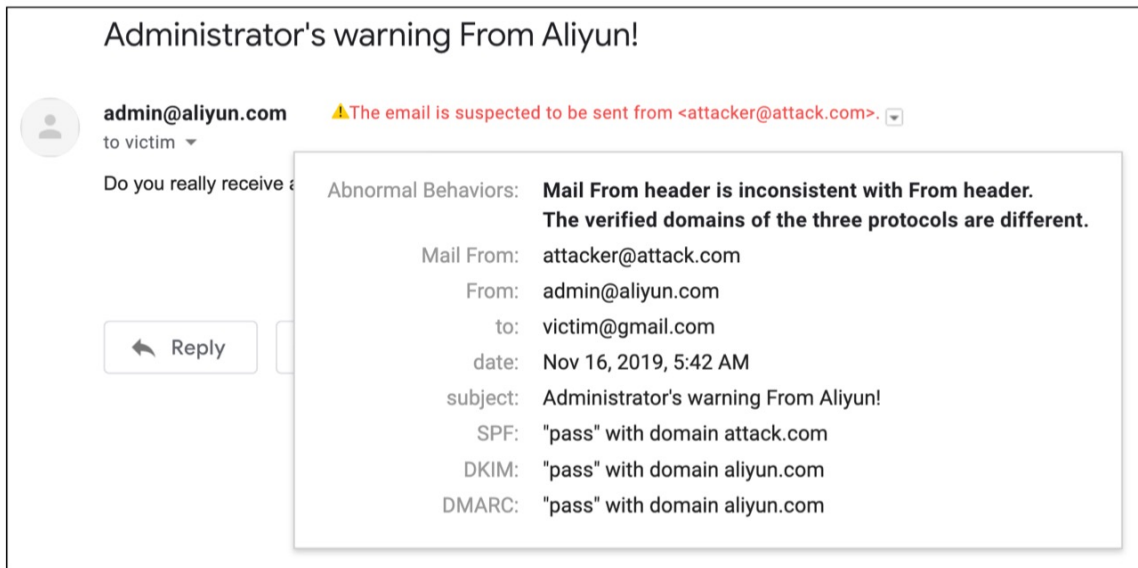 Administrator's warning From Aliyun!
admin@aliyun.com The email is suspected to be sent from <attacker@attack.com>.
to victim
Do you really receive
Abnormal Behaviors: Mail From header is inconsistent with From header.
The verified domains of the three protocols are different.
Mail From: attacker@attack.com
From: admin@aliyun.com
to: victim@gmail.com
date: Nov 16, 2019, 5:42 AM
subject: Administrator's warning From Aliyun!
SPF: "pass" with domain attack.com
DKIM: "pass" with domain aliyun.com
DMARC: "pass" with domain aliyun.com
Reply